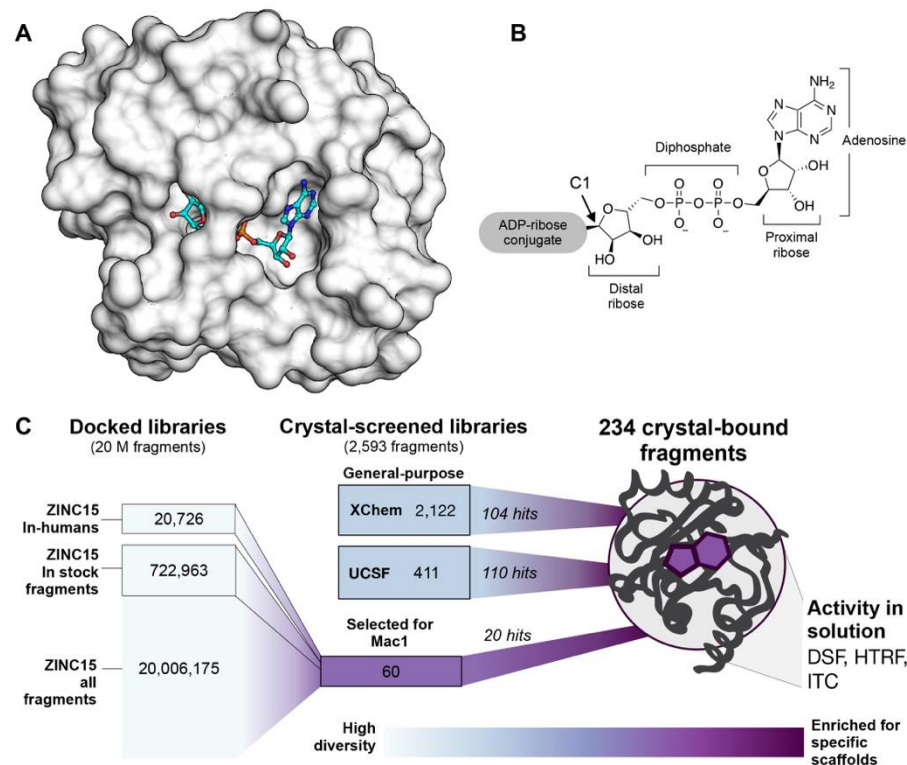 A
B
NH₂
N
N
N
N
Adenosine
Diphosphate
C1
O
O
O
O
OH
ADP-ribose
conjugate
O
P
O
P
O
OH
–
–
HO
OH
Distal
ribose
Proximal
ribose
C
Docked libraries
(20 M fragments)
Crystal-screened libraries
(2,593 fragments)
234 crystal-bound
fragments
General-purpose
ZINC15
In-humans
20,726
XChem 2,122
104 hits
ZINC15
In stock
fragments
722,963
UCSF 411
110 hits
Selected for
Mac1
20 hits
60
ZINC15
all
fragments
20,006,175
Activity in
solution
DSF, HTRF,
ITC
High
diversity
Enriched for
specific
scaffolds